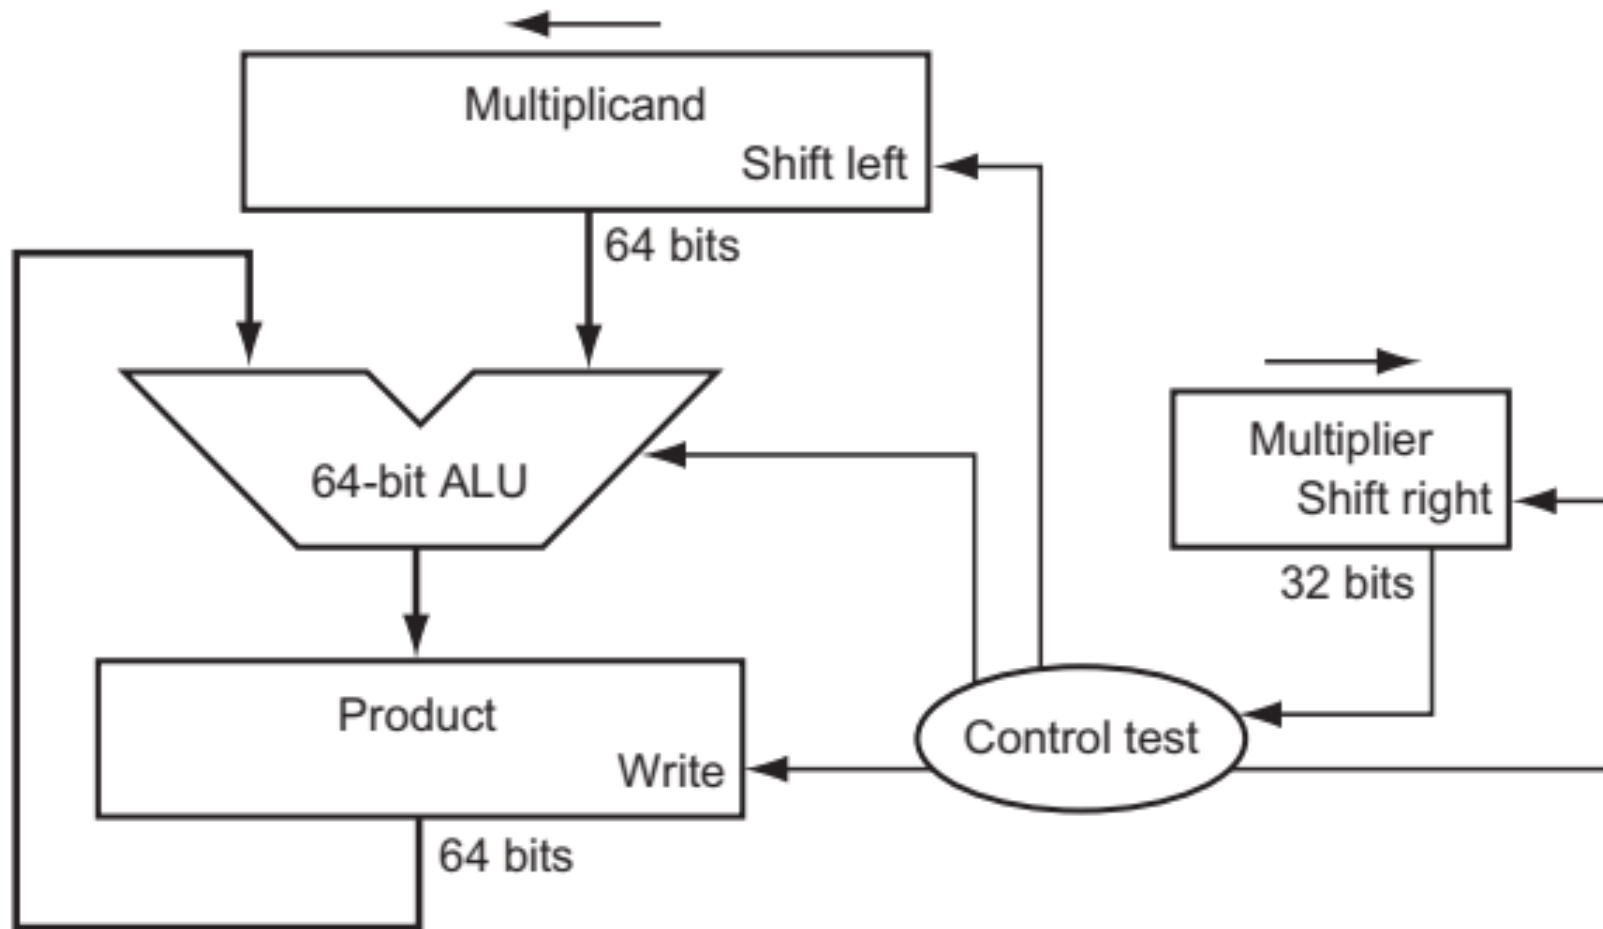 Multiplicand
Shift left
64 bits
64-bit ALU
Multiplier
Shift right
32 bits
Product
Write
Control test
64 bits